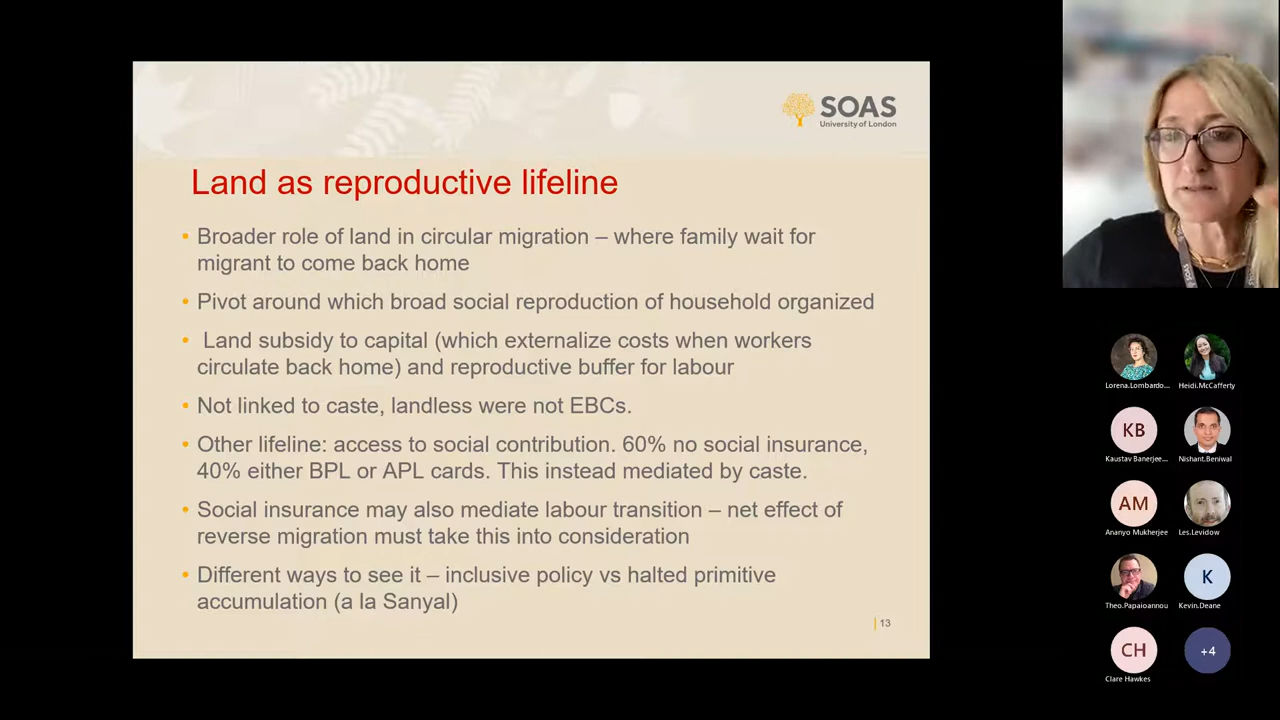 SOAS
University of London
Land as reproductive lifeline
• Broader role of land in circular migration – where family wait for
migrant to come back home
• Pivot around which broad social reproduction of household organized
• Land subsidy to capital (which externalize costs when workers
circulate back home) and reproductive buffer for labour
• Not linked to caste, landless were not EBCs.
• Other lifeline: access to social contribution. 60% no social insurance,
40% either BPL or APL cards. This instead mediated by caste.
• Social insurance may also mediate labour transition – net effect of
reverse migration must take this into consideration
• Different ways to see it – inclusive policy vs halted primitive
accumulation (a la Sanyal)
13
Lorena.Lombardo... Heidi.McCafferty
KB
Kaustav Banerjee... Nishant.Beniwal
AM
Ananyo Mukherjee Les.Levidow
K
Theo.Papaioannou Kevin.Deane
CH +4
Clare Hawkes